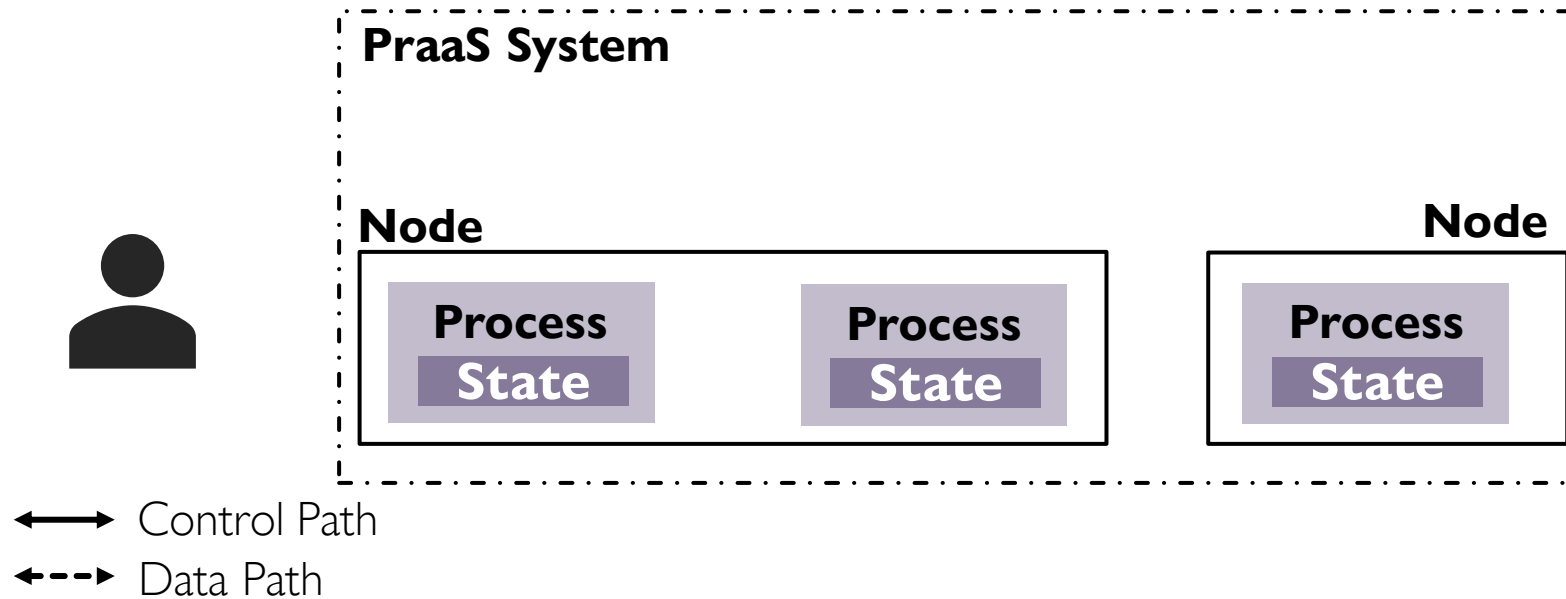 PraaS System
Node
Node
Process
State
Process
State
Process
State
Control Path
Data Path